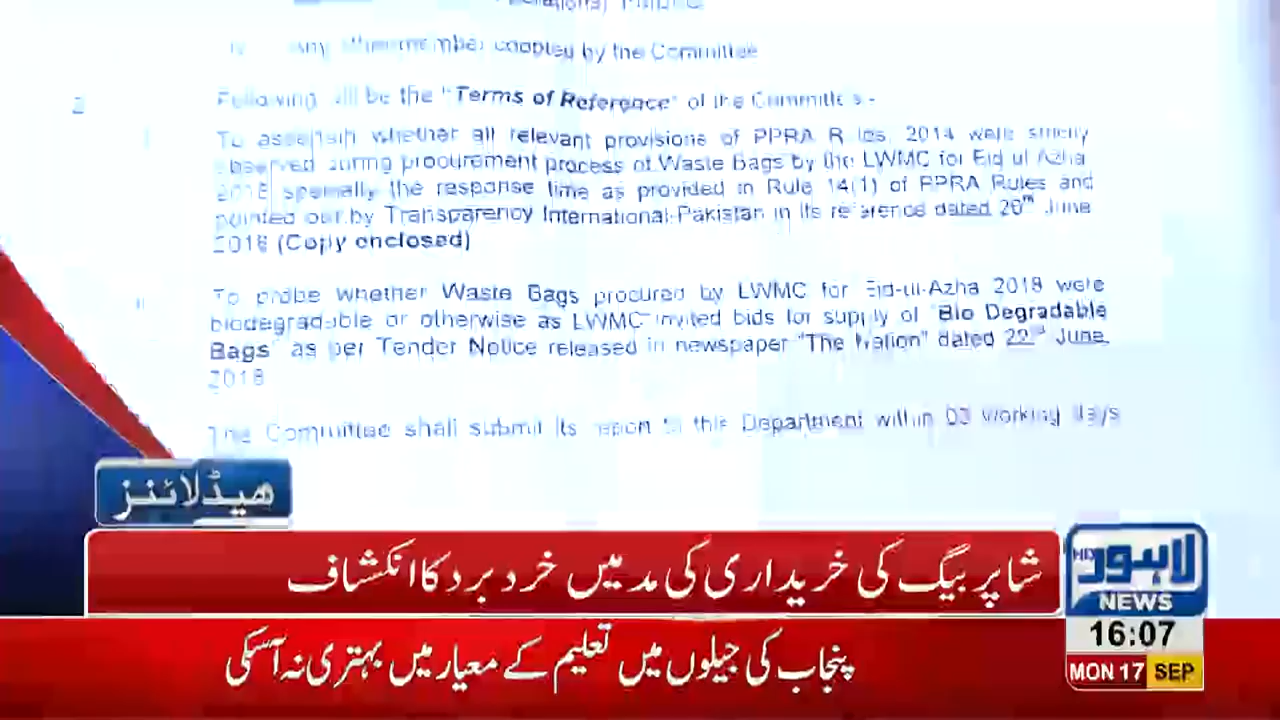 any other member coopted by the Committee
2
Following will be the "Terms of Reference" of the Committee:-
To ascertain whether all relevant provisions of PPRA Rules, 2014 were strictly
observed during procurement process of Waste Bags by the LWMC for Eid ul Azha
2018 specially the response time as provided in Rule 14(1) of PPRA Rules and
pointed out by Transparency International-Pakistan in its reference dated 26th June
2018 (Copy enclosed)
To probe whether Waste Bags procured by LWMC for Eid-ul-Azha 2018 were
biodegradable or otherwise as LWMC invited bids for supply of "Bio Degradable
Bags" as per Tender Notice released in newspaper "The Nation" dated 22nd June,
2018
The Committee shall submit its report to this Department within 03 working days
ھیڈلائنز
شاپر بیگ کی خریداری کی مد میں خرد برد کا انکشاف
پنجاب کی جیلوں میں تعلیم کے معیار میں بہتری نہ آسکی
لاہور HD
NEWS
16:07
MON 17 SEP